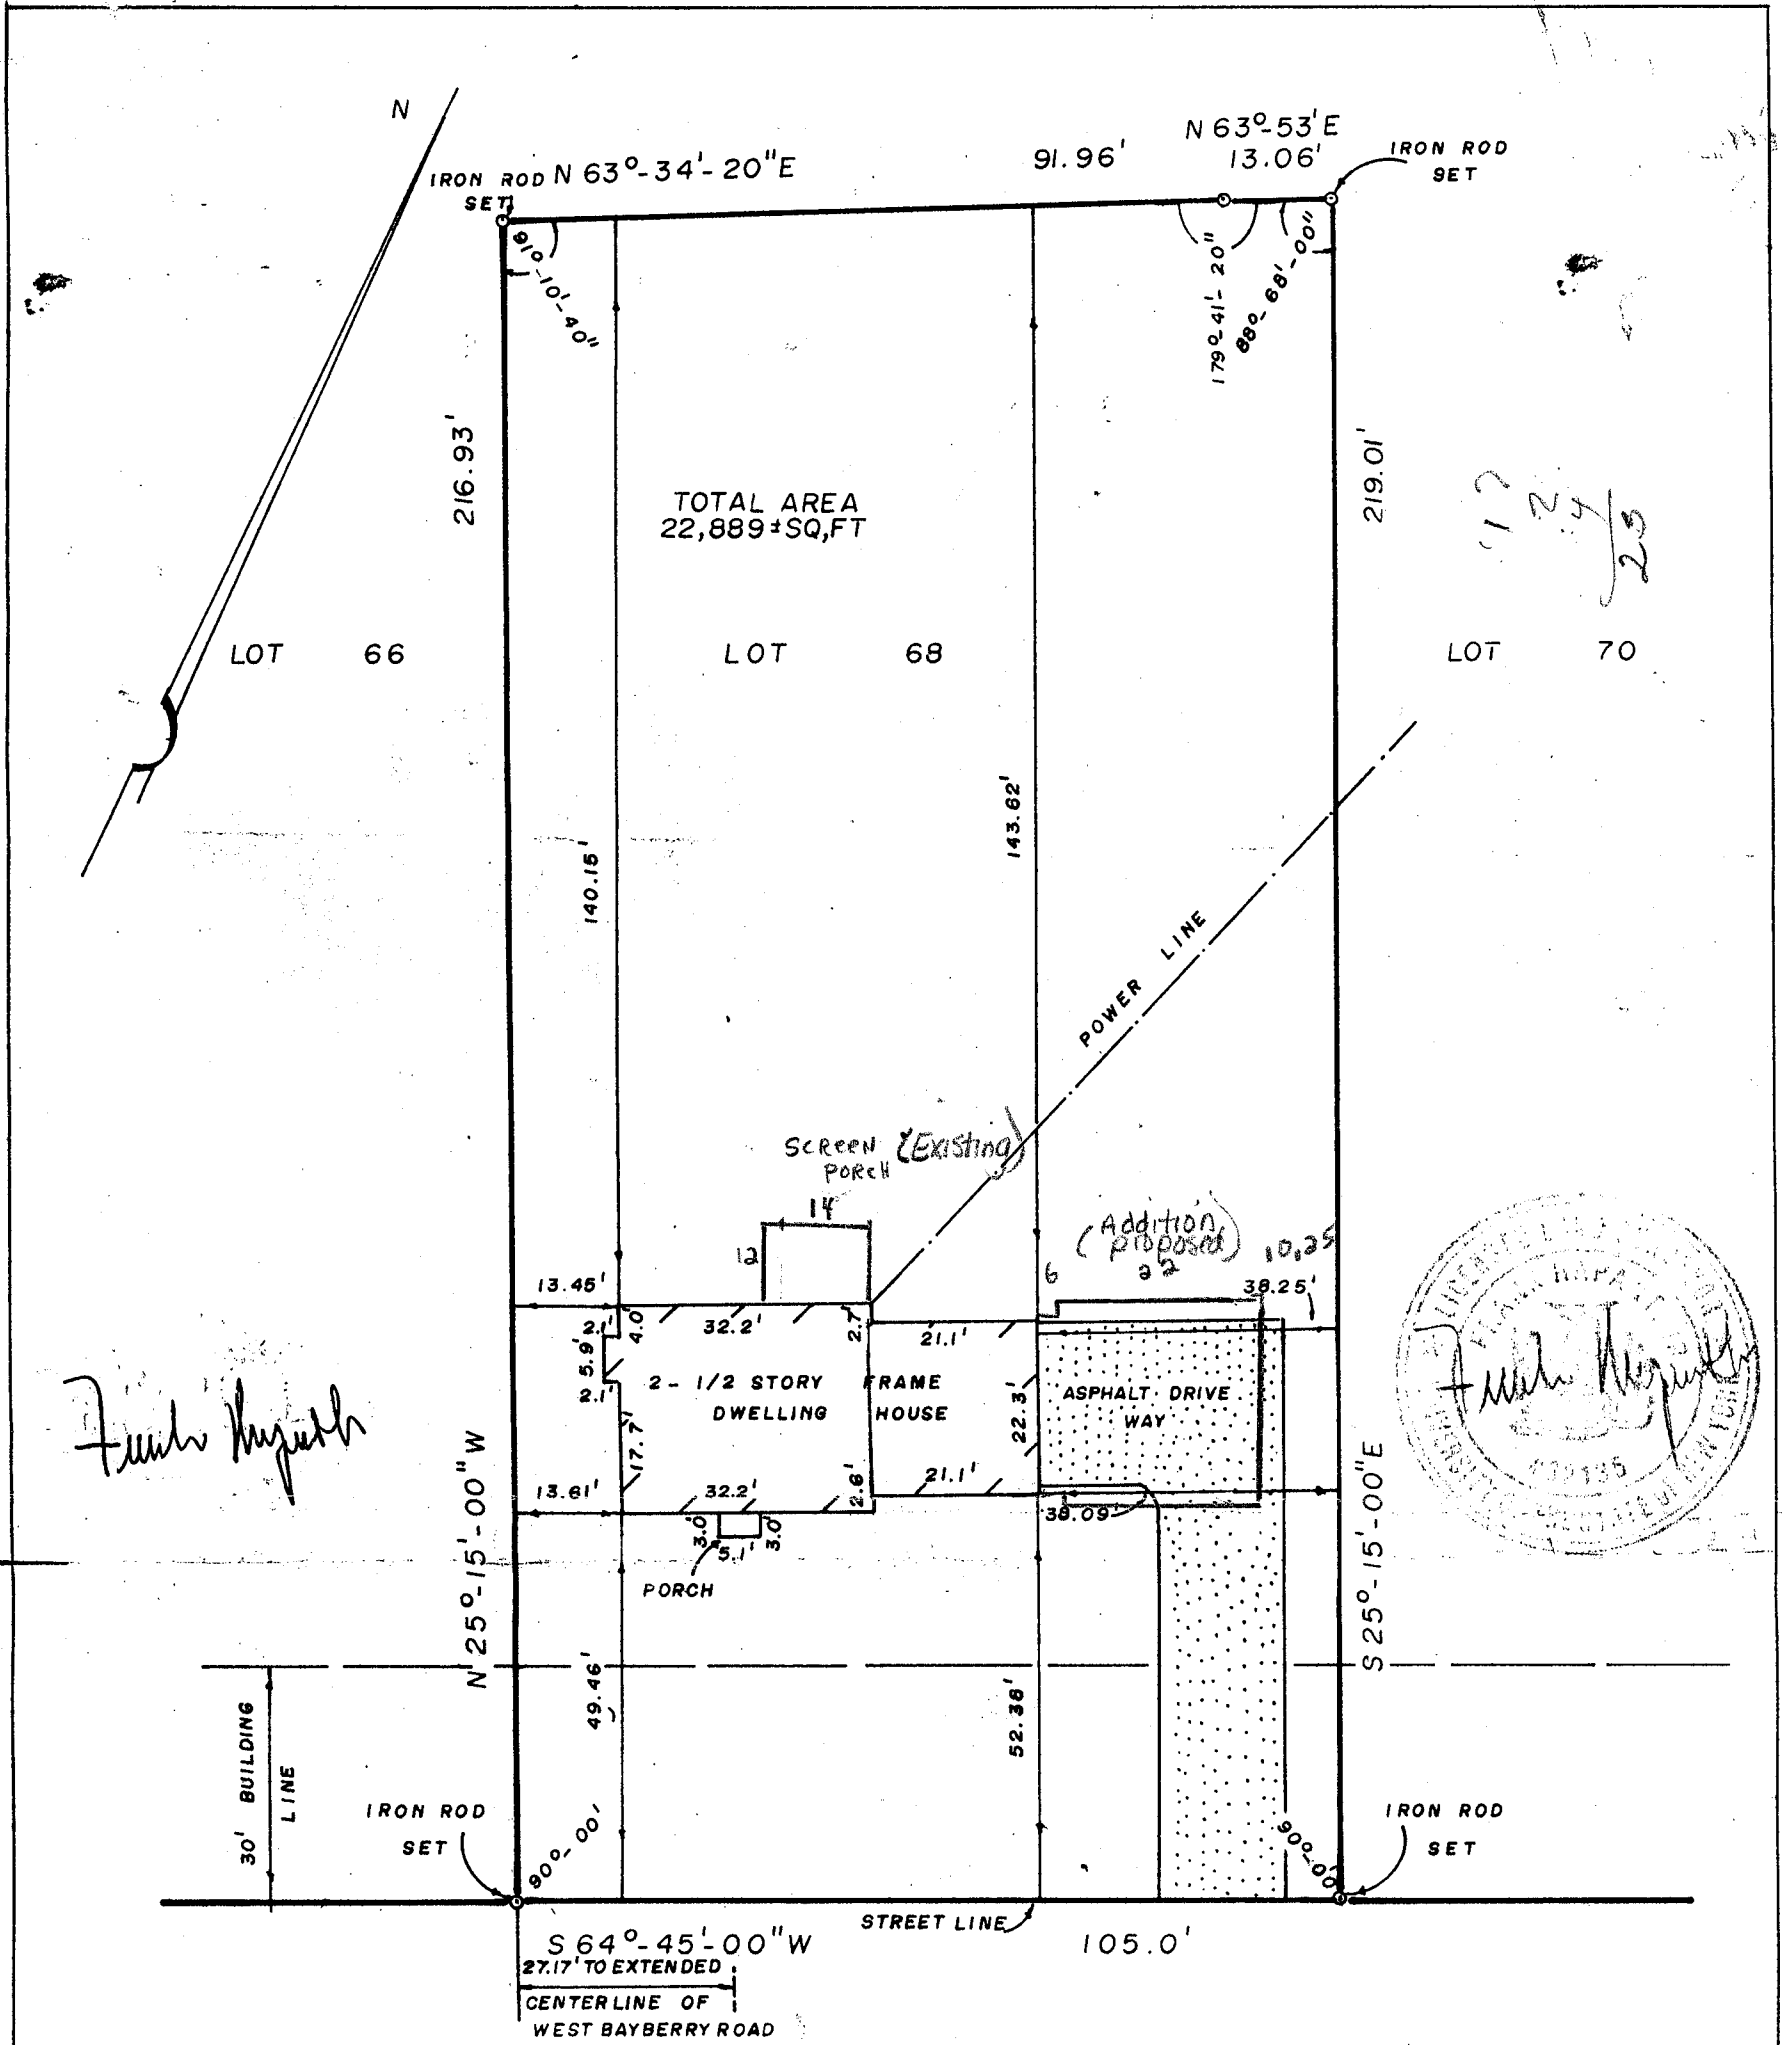 N
N 63°-53'E
IRON ROD
SET
N 63°-34'-20"E
91.96'
13.06'
IRON ROD
SET
91°-10'-40"
179°-41'-20"
88°-68'-00"
216.93'
219.01'
17
2
4
23
TOTAL AREA
22,889±SQ,FT
LOT 66
LOT 68
LOT 70
140.15'
143.62'
POWER LINE
SCREEN (Existing)
PORCH
14
12
(Addition
proposed)
6
22
10.25
13.45'
38.25'
2.1'
4.0'
32.2'
2.7'
21.1'
5.9'
2.1'
2-1/2 STORY FRAME
DWELLING HOUSE
22.3'
ASPHALT DRIVE
WAY
17.7'
13.61'
32.2'
2.6'
21.1'
38.09'
3.0'
5.1'
3.0'
PORCH
N 25°-15'-00"W
S 25°-15'-00"E
49.46'
52.38'
30' BUILDING
LINE
IRON ROD
SET
90°-00'
90°-0'
IRON ROD
SET
STREET LINE
S 64°-45'-00"W
105.0'
27.17' TO EXTENDED
CENTERLINE OF
WEST BAYBERRY ROAD